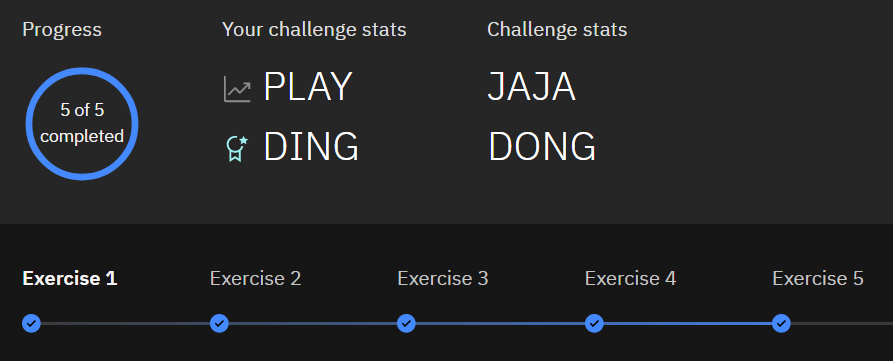 Progress
Your challenge stats
Challenge stats
5 of 5
completed
PLAY
JAJA
DING
DONG
Exercise 1
Exercise 2
Exercise 3
Exercise 4
Exercise 5